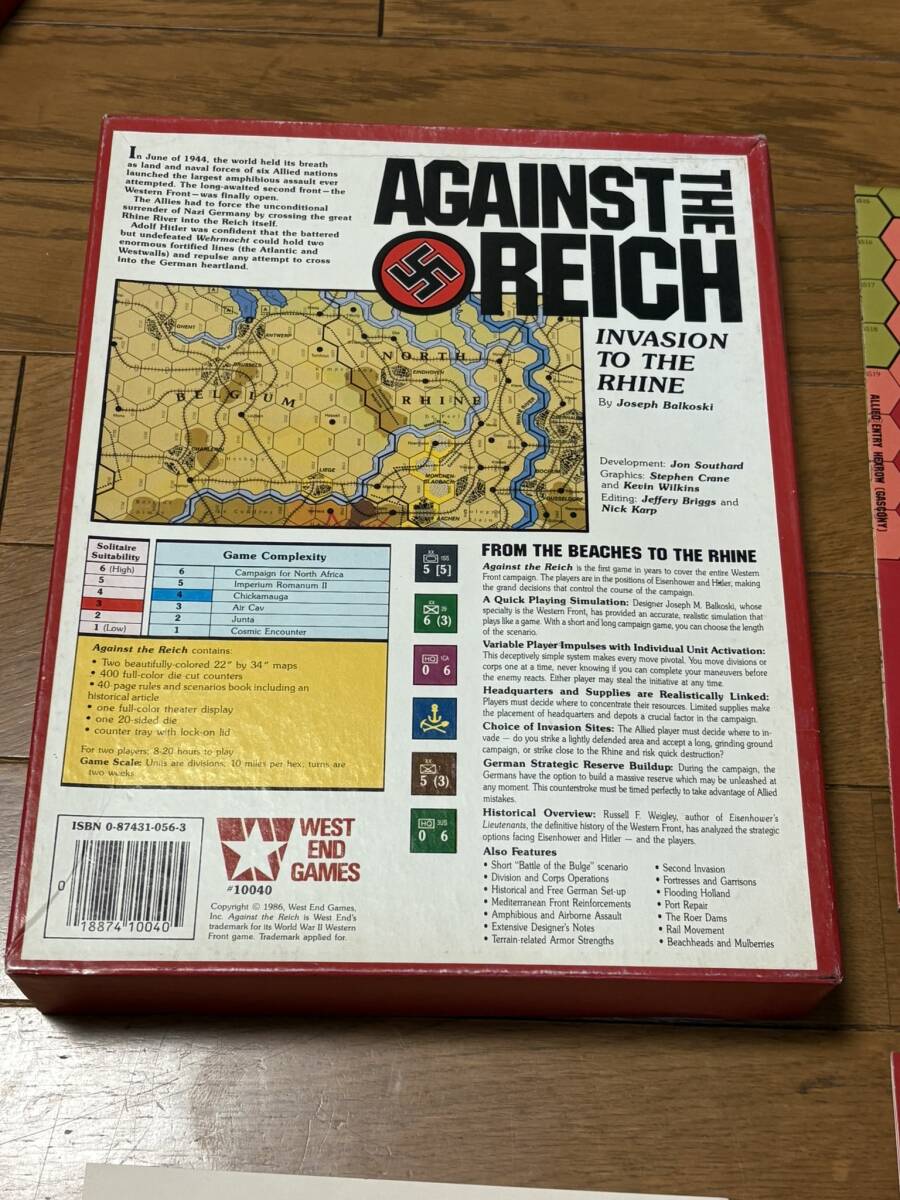 In June of 1944, the world held its breath
as land and naval forces of six Allied nations
launched the largest amphibious assault ever
attempted. The long-awaited second front—the
Western Front—was finally open.
The Allies had to force the unconditional
surrender of Nazi Germany by crossing the great
Rhine River into the Reich itself.
Adolf Hitler was confident that the battered
but undefeated Wehrmacht could hold two
enormous fortified lines (the Atlantic and
Westwalls) and repulse any attempt to cross
into the German heartland.
AGAINST
THE
REICH
INVASION
TO THE
RHINE
By Joseph Balkoski
Development: Jon Southard
Graphics: Stephen Crane
and Kevin Wilkins
Editing: Jeffery Briggs and
Nick Karp
GHENT
ANTWERP
BRUSSELS
BELGIUM
NORTH
RHINE
EINDHOVEN
CHARLEROI
LIEGE
AACHEN
Solitaire
Suitability
6 (High)
5
4
3
2
1 (Low)
Game Complexity
6 Campaign for North Africa
5 Imperium Romanum II
4 Chickamauga
3 Air Cav
2 Junta
1 Cosmic Encounter
Against the Reich contains:
• Two beautifully-colored 22" by 34" maps
• 400 full-color die-cut counters
• 40 page rules and scenarios book including an
historical article
• one full-color theater display
• one 20-sided die
• counter tray with lock-on lid
For two players; 8-20 hours to play
Game Scale: Units are divisions; 10 miles per hex; turns are
two weeks.
XX
5 [5]
XX
6 (3)
HQ
0 6
XX
5 (3)
HQ 3US
0 6
FROM THE BEACHES TO THE RHINE
Against the Reich is the first game in years to cover the entire Western
Front campaign. The players are in the positions of Eisenhower and Hitler, making
the grand decisions that control the course of the campaign.
A Quick Playing Simulation: Designer Joseph M. Balkoski, whose
specialty is the Western Front, has provided an accurate, realistic simulation that
plays like a game. With a short and long campaign game, you can choose the length
of the scenario.
Variable Player Impulses with Individual Unit Activation:
This deceptively simple system makes every move pivotal. You move divisions or
corps one at a time, never knowing if you can complete your maneuvers before
the enemy reacts. Either player may steal the initiative at any time.
Headquarters and Supplies are Realistically Linked:
Players must decide where to concentrate their resources. Limited supplies make
the placement of headquarters and depots a crucial factor in the campaign.
Choice of Invasion Sites: The Allied player must decide where to in-
vade — do you strike a lightly defended area and accept a long, grinding ground
campaign, or strike close to the Rhine and risk quick destruction?
German Strategic Reserve Buildup: During the campaign, the
Germans have the option to build a massive reserve which may be unleashed at
any moment. This counterstroke must be timed perfectly to take advantage of Allied
mistakes.
Historical Overview: Russell F. Weigley, author of Eisenhower's
Lieutenants, the definitive history of the Western Front, has analyzed the strategic
options facing Eisenhower and Hitler — and the players.
Also Features
• Short "Battle of the Bulge" scenario
• Division and Corps Operations
• Historical and Free German Set-up
• Mediterranean Front Reinforcements
• Amphibious and Airborne Assault
• Extensive Designer's Notes
• Terrain-related Armor Strengths
• Second Invasion
• Fortresses and Garrisons
• Flooding Holland
• Port Repair
• The Roer Dams
• Rail Movement
• Beachheads and Mulberries
ISBN 0-87431-056-3
0 18874 10040
WEST
END
GAMES
#10040
Copyright © 1986, West End Games,
Inc. Against the Reich is West End's
trademark for its World War II Western
Front game. Trademark applied for.
ALLIED ENTRY HEXROW (GASCONY)